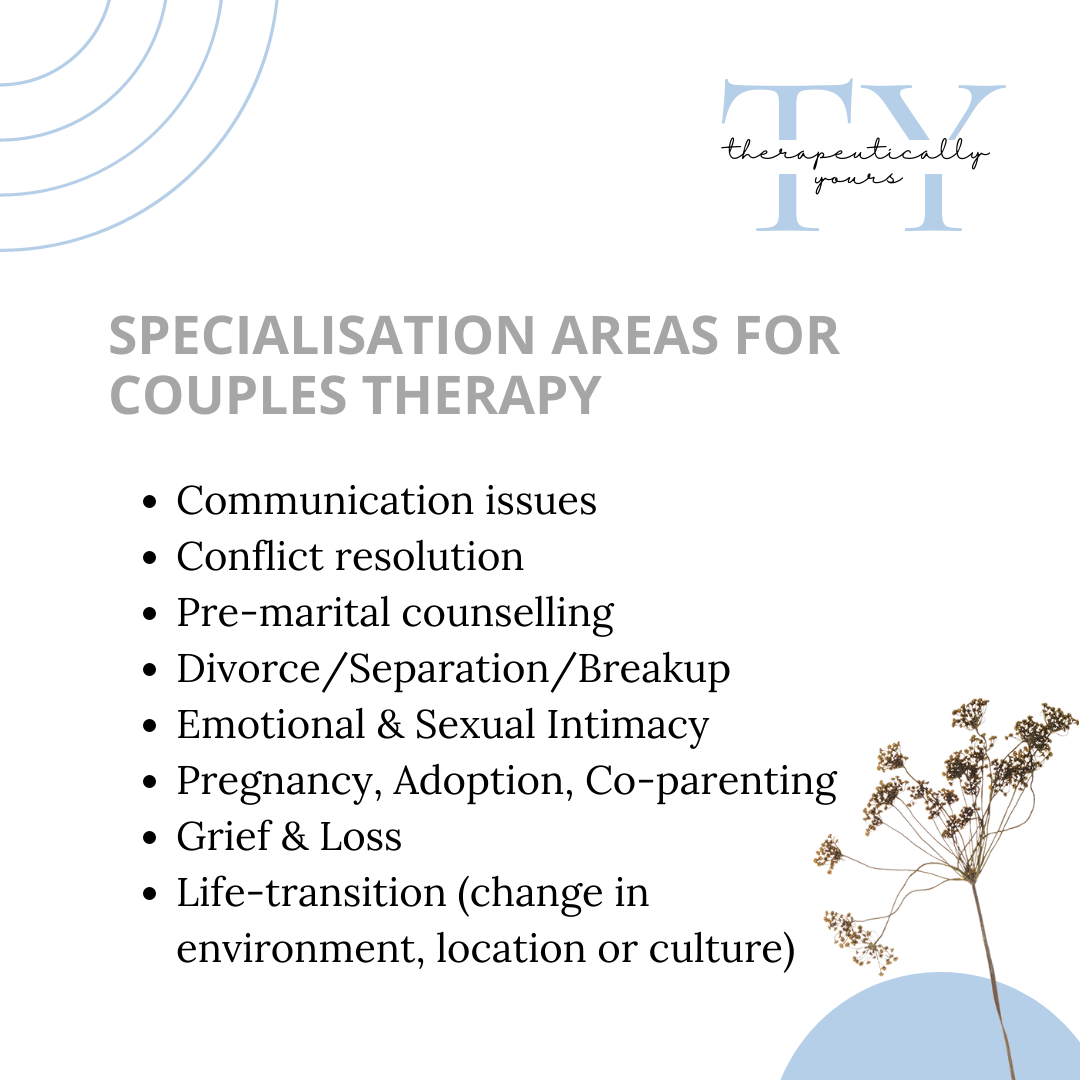 TY
therapeutically
yours
SPECIALISATION AREAS FOR
COUPLES THERAPY
• Communication issues
• Conflict resolution
• Pre-marital counselling
• Divorce/Separation/Breakup
• Emotional & Sexual Intimacy
• Pregnancy, Adoption, Co-parenting
• Grief & Loss
• Life-transition (change in
environment, location or culture)